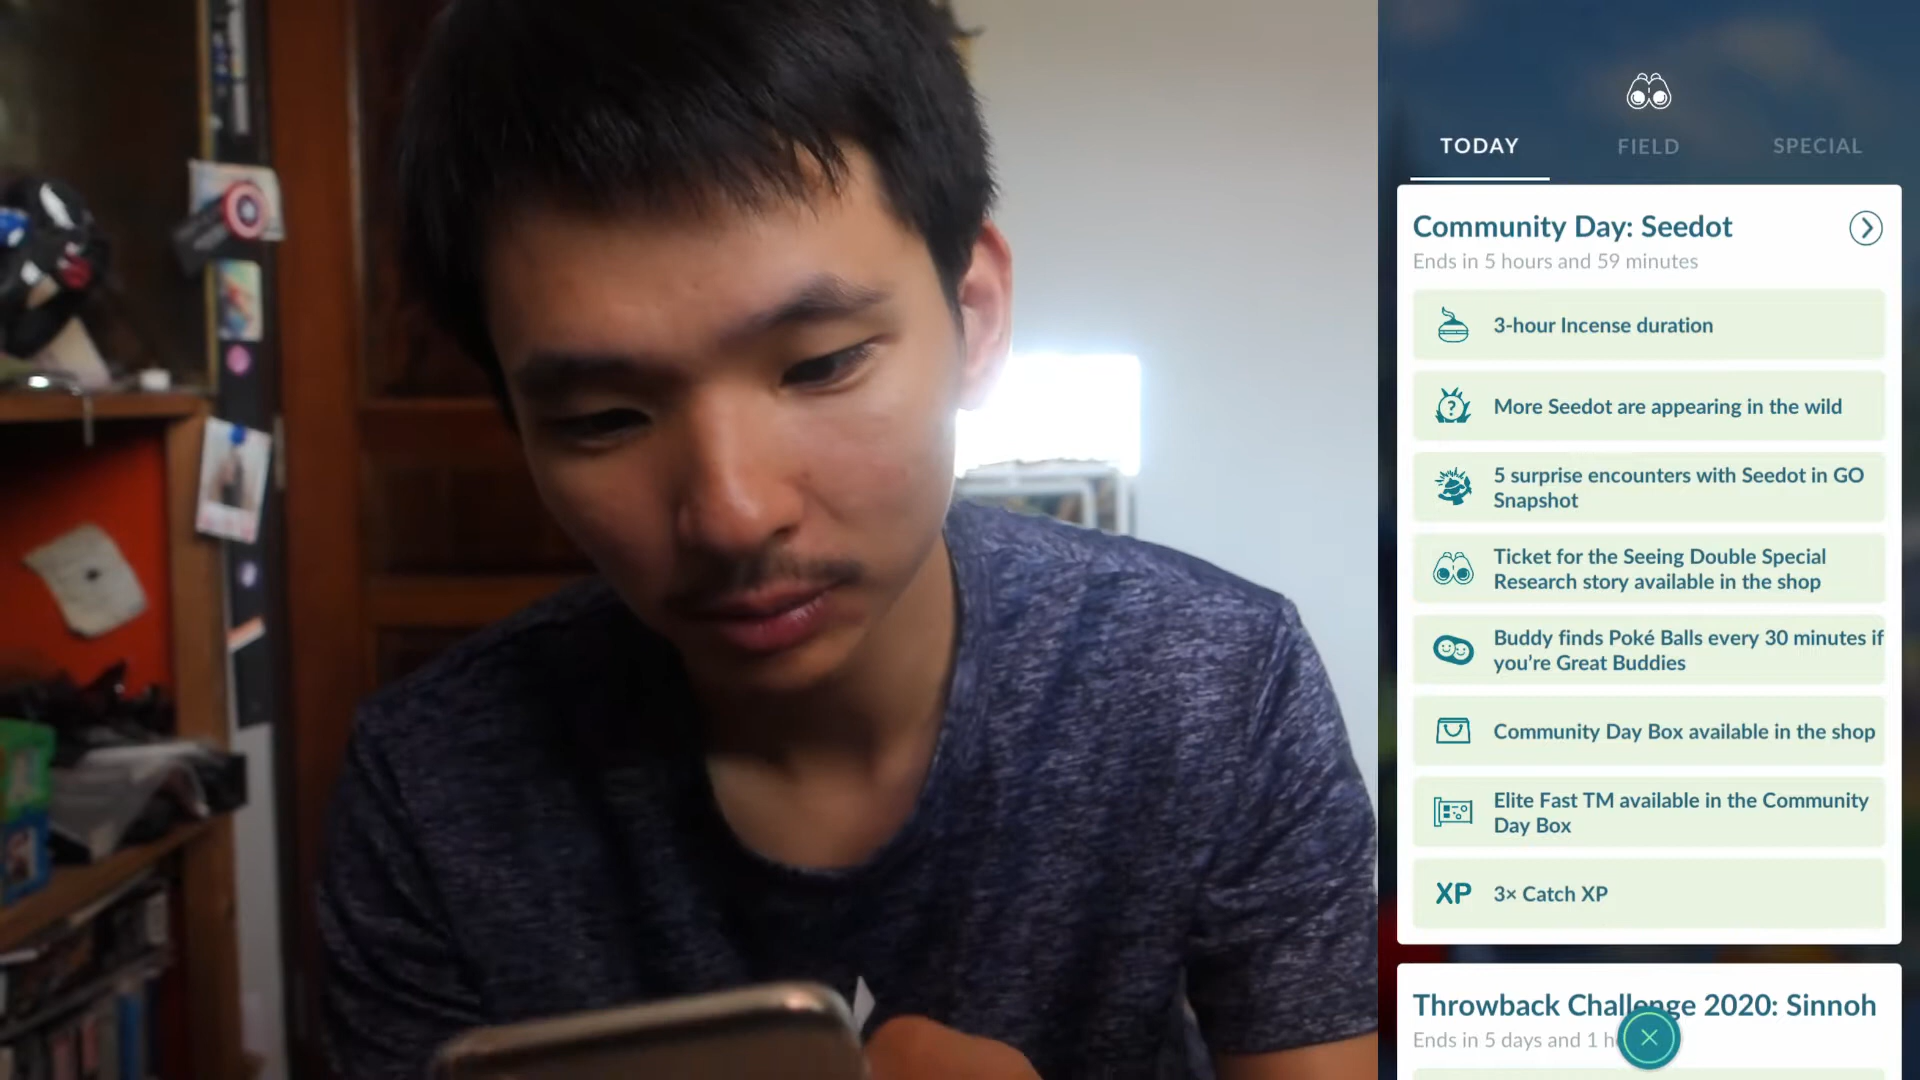 TODAY
FIELD
SPECIAL
Community Day: Seedot
Ends in 5 hours and 59 minutes
3-hour Incense duration
More Seedot are appearing in the wild
5 surprise encounters with Seedot in GO
Snapshot
Ticket for the Seeing Double Special
Research story available in the shop
Buddy finds Poké Balls every 30 minutes if
you're Great Buddies
Community Day Box available in the shop
Elite Fast TM available in the Community
Day Box
XP 3× Catch XP
Throwback Challenge 2020: Sinnoh
Ends in 5 days and 1